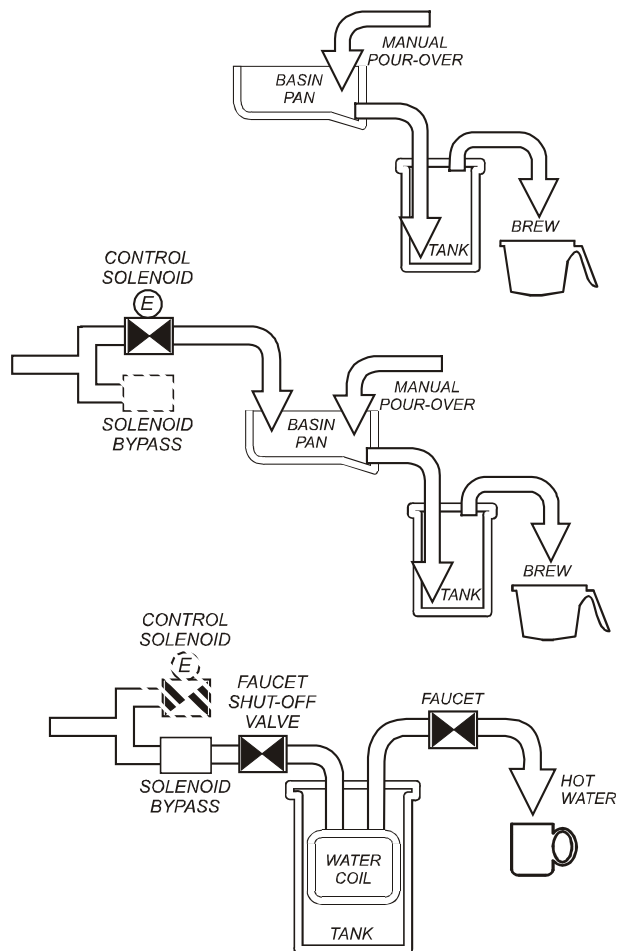 MANUAL
POUR-OVER
BASIN
PAN
TANK
BREW
CONTROL
SOLENOID
E
SOLENOID
BYPASS
MANUAL
POUR-OVER
BASIN
PAN
TANK
BREW
CONTROL
SOLENOID
E
FAUCET
SHUT-OFF
VALVE
SOLENOID
BYPASS
FAUCET
HOT
WATER
WATER
COIL
TANK